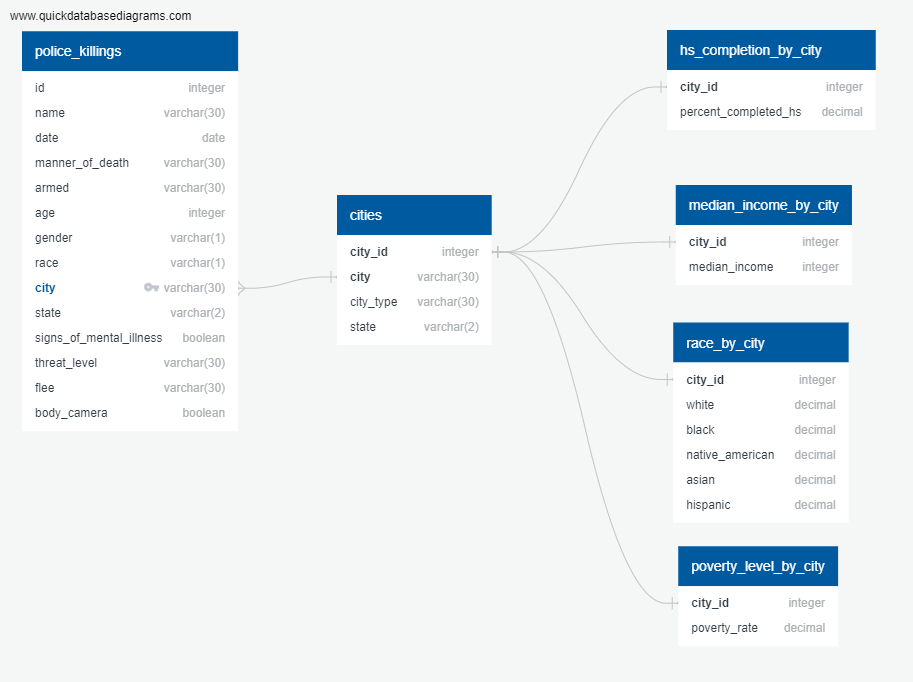 www.quickdatabasediagrams.com
police_killings
id integer
name varchar(30)
date date
manner_of_death varchar(30)
armed varchar(30)
age integer
gender varchar(1)
race varchar(1)
city varchar(30)
state varchar(2)
signs_of_mental_illness boolean
threat_level varchar(30)
flee varchar(30)
body_camera boolean
cities
city_id integer
city varchar(30)
city_type varchar(30)
state varchar(2)
hs_completion_by_city
city_id integer
percent_completed_hs decimal
median_income_by_city
city_id integer
median_income integer
race_by_city
city_id integer
white decimal
black decimal
native_american decimal
asian decimal
hispanic decimal
poverty_level_by_city
city_id integer
poverty_rate decimal